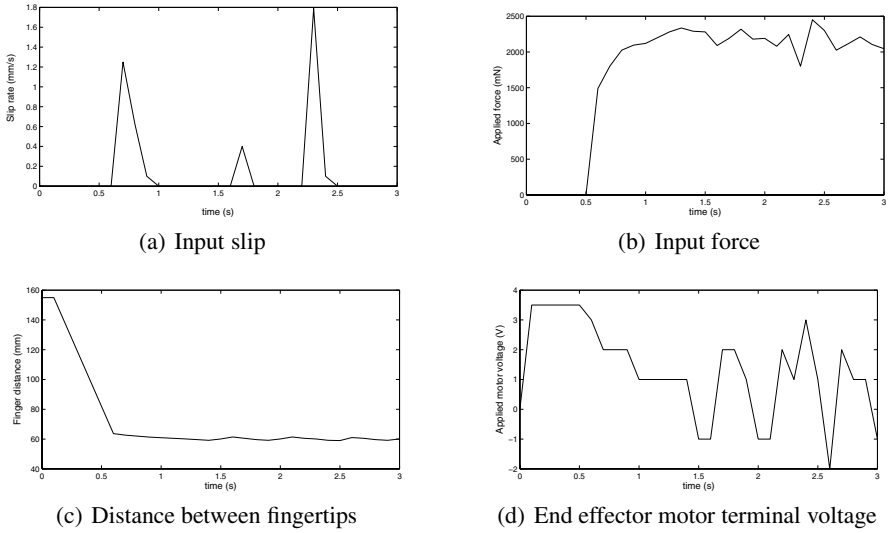 1.8
1.6
1.4
1.2
1
0.8
0.6
0.4
0.2
0
Slip rate (mm/s)
0 0.5 1 1.5 2 2.5 3
time (s)
(a) Input slip
2500
2000
1500
1000
500
0
Applied force (mN)
0 0.5 1 1.5 2 2.5 3
time (s)
(b) Input force
160
140
120
100
80
60
40
Finger distance (mm)
0 0.5 1 1.5 2 2.5 3
time (s)
(c) Distance between fingertips
4
3
2
1
0
−1
−2
Applied motor voltage (V)
0 0.5 1 1.5 2 2.5 3
time (s)
(d) End effector motor terminal voltage